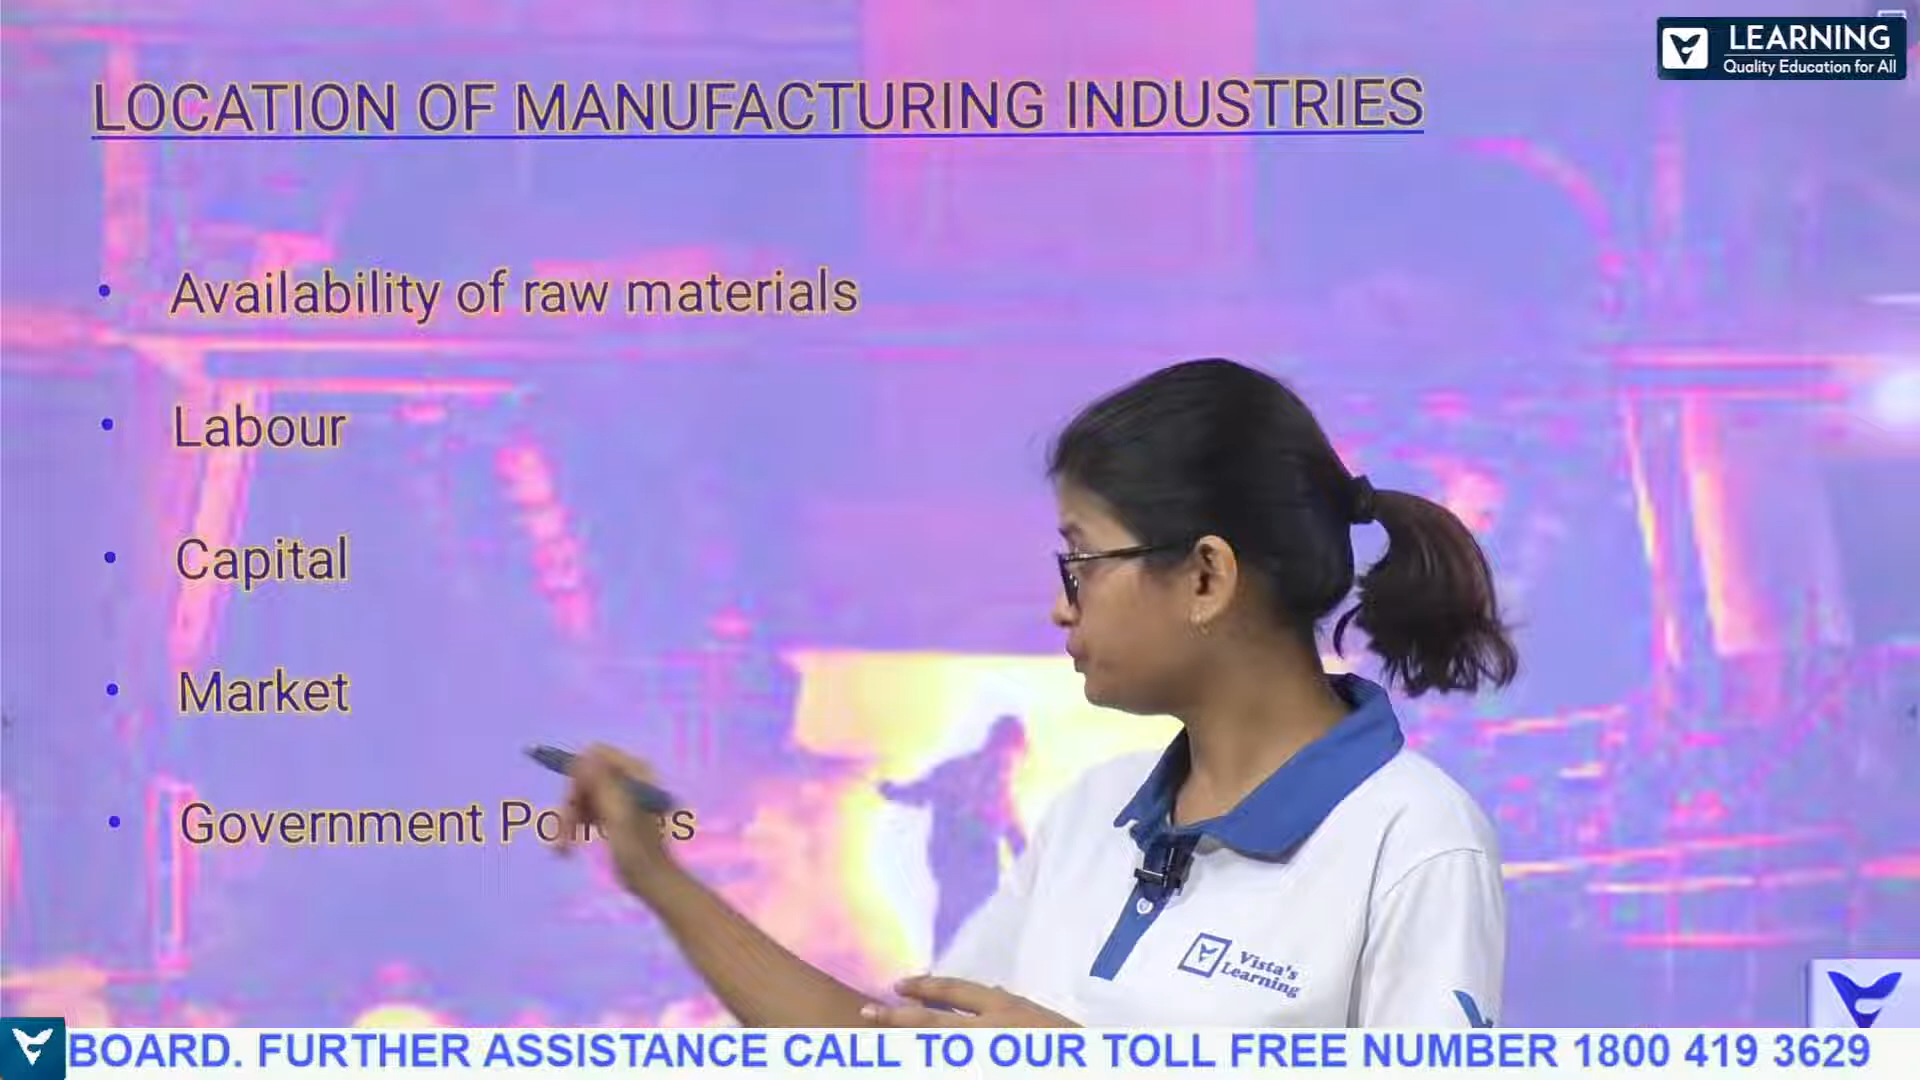 LEARNING
Quality Education for All
LOCATION OF MANUFACTURING INDUSTRIES
• Availability of raw materials
• Labour
• Capital
• Market
• Government Policies
Vista's
Learning
BOARD. FURTHER ASSISTANCE CALL TO OUR TOLL FREE NUMBER 1800 419 3629